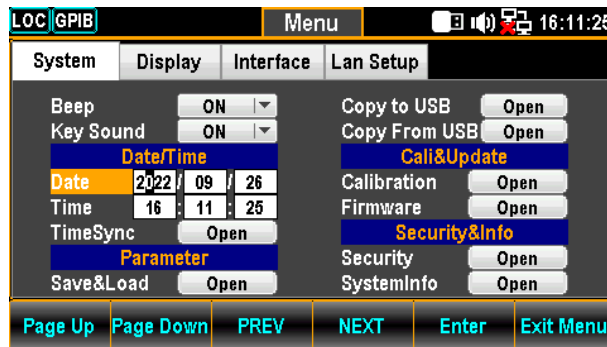 LOC GPIB Menu 16:11:25
System Display Interface Lan Setup
Beep ON
Key Sound ON
Date/Time
Date 2022 / 09 / 26
Time 16 : 11 : 25
TimeSync Open
Parameter
Save&Load Open
Copy to USB Open
Copy From USB Open
Cali&Update
Calibration Open
Firmware Open
Security&Info
Security Open
SystemInfo Open
Page Up Page Down PREV NEXT Enter Exit Menu